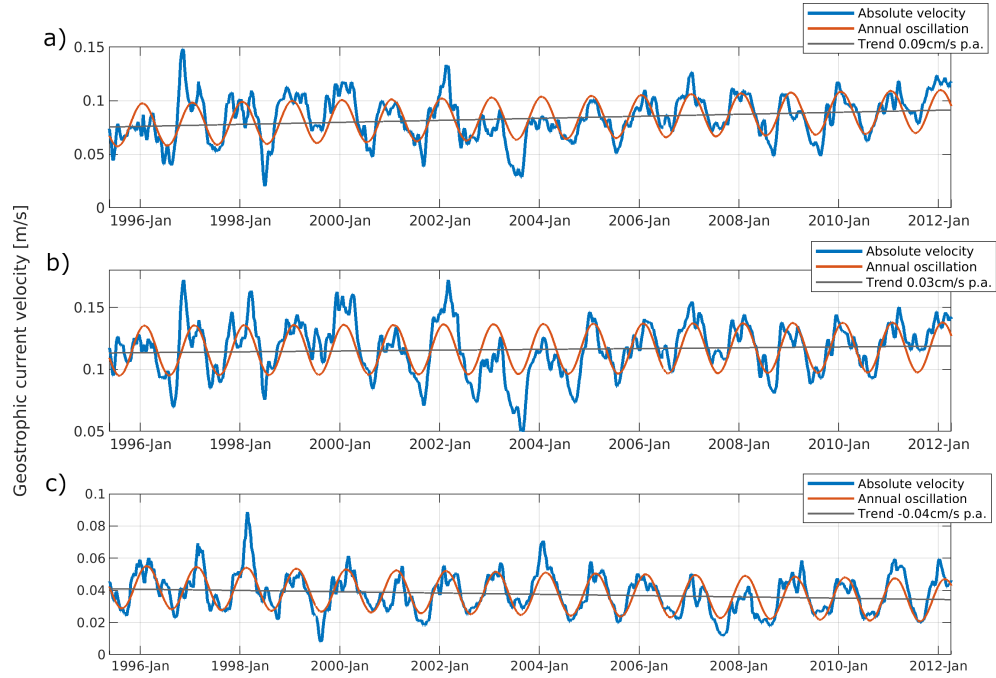 Absolute velocity
Annual oscillation
Trend 0.09cm/s p.a.
a)
0.15
0.1
0.05
0
1996-Jan 1998-Jan 2000-Jan 2002-Jan 2004-Jan 2006-Jan 2008-Jan 2010-Jan 2012-Jan
Geostrophic current velocity [m/s]
Absolute velocity
Annual oscillation
Trend 0.03cm/s p.a.
b)
0.15
0.1
0.05
1996-Jan 1998-Jan 2000-Jan 2002-Jan 2004-Jan 2006-Jan 2008-Jan 2010-Jan 2012-Jan
Absolute velocity
Annual oscillation
Trend -0.04cm/s p.a.
c)
0.1
0.08
0.06
0.04
0.02
0
1996-Jan 1998-Jan 2000-Jan 2002-Jan 2004-Jan 2006-Jan 2008-Jan 2010-Jan 2012-Jan